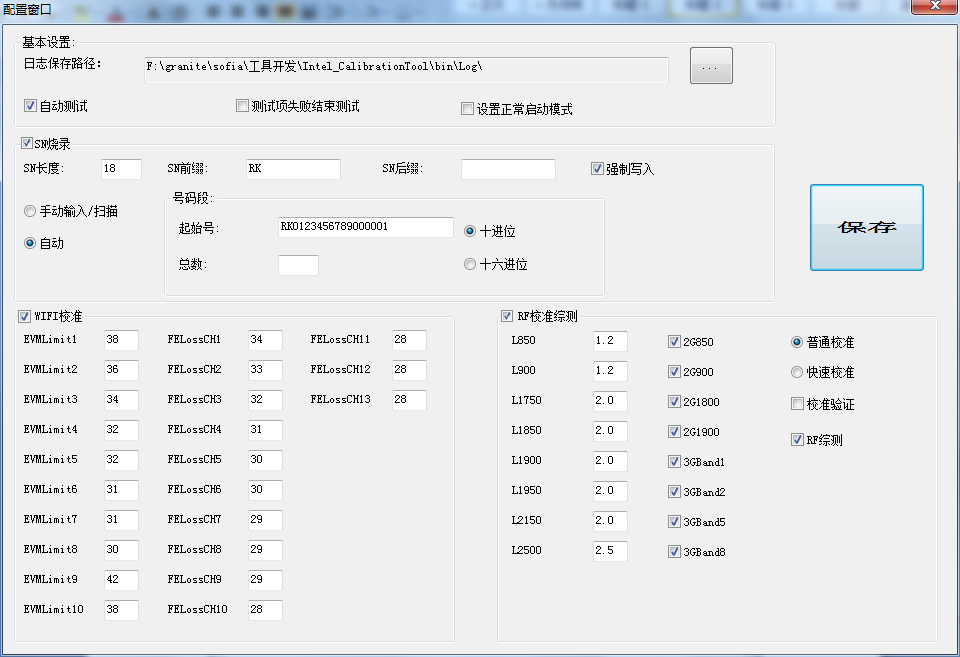 配置窗口
基本设置:
日志保存路径:
F:\granite\sofia\工具开发\Intel_CalibrationTool\bin\Log\
...
自动测试 测试项失败结束测试 设置正常启动模式
SN烧录
SN长度: 18 SN前缀: RK SN后缀: 强制写入
号码段:
手动输入/扫描
起始号: RK0123456789000001 十进位
自动
总数: 十六进位
保存
WIFI校准
EVMLimit1 38 FELossCH1 34 FELossCH11 28
EVMLimit2 36 FELossCH2 33 FELossCH12 28
EVMLimit3 34 FELossCH3 32 FELossCH13 28
EVMLimit4 32 FELossCH4 31
EVMLimit5 32 FELossCH5 30
EVMLimit6 31 FELossCH6 30
EVMLimit7 31 FELossCH7 29
EVMLimit8 30 FELossCH8 29
EVMLimit9 42 FELossCH9 29
EVMLimit10 38 FELossCH10 28
RF校准综测
L850 1.2 2G850 普通校准
L900 1.2 2G900 快速校准
L1750 2.0 2G1800 校准验证
L1850 2.0 2G1900 RF综测
L1900 2.0 3GBand1
L1950 2.0 3GBand2
L2150 2.0 3GBand5
L2500 2.5 3GBand8